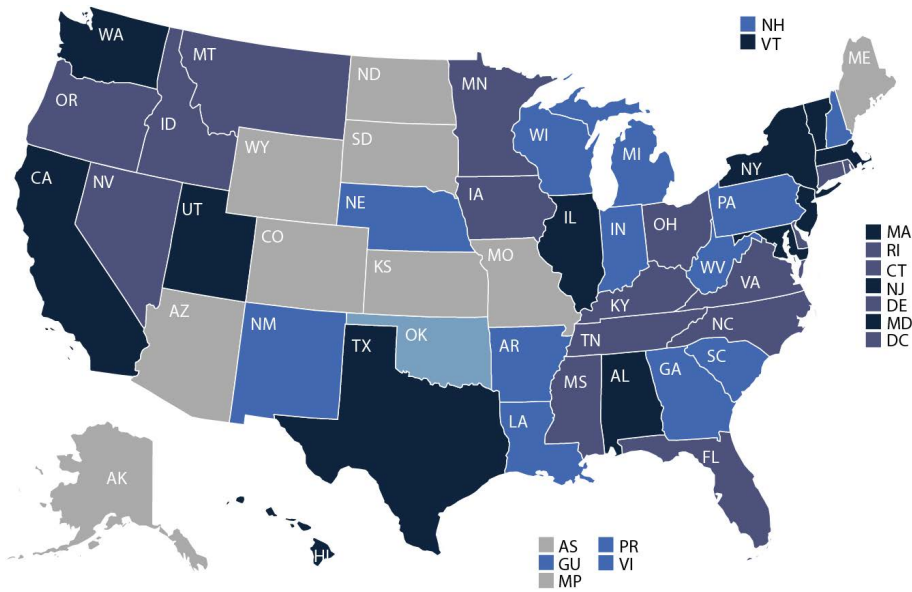 NH
VT
WA
MT
ND
MN
ME
OR
ID
SD
WI
MI
WY
NY
CA
NV
NE
IA
PA
UT
IL
IN
OH
CO
MA
KS
MO
RI
WV
CT
VA
NJ
KY
DE
AZ
MD
NM
NC
DC
OK
TN
TX
AR
SC
MS
AL
GA
LA
FL
AK
HI
AS
PR
GU
VI
MP